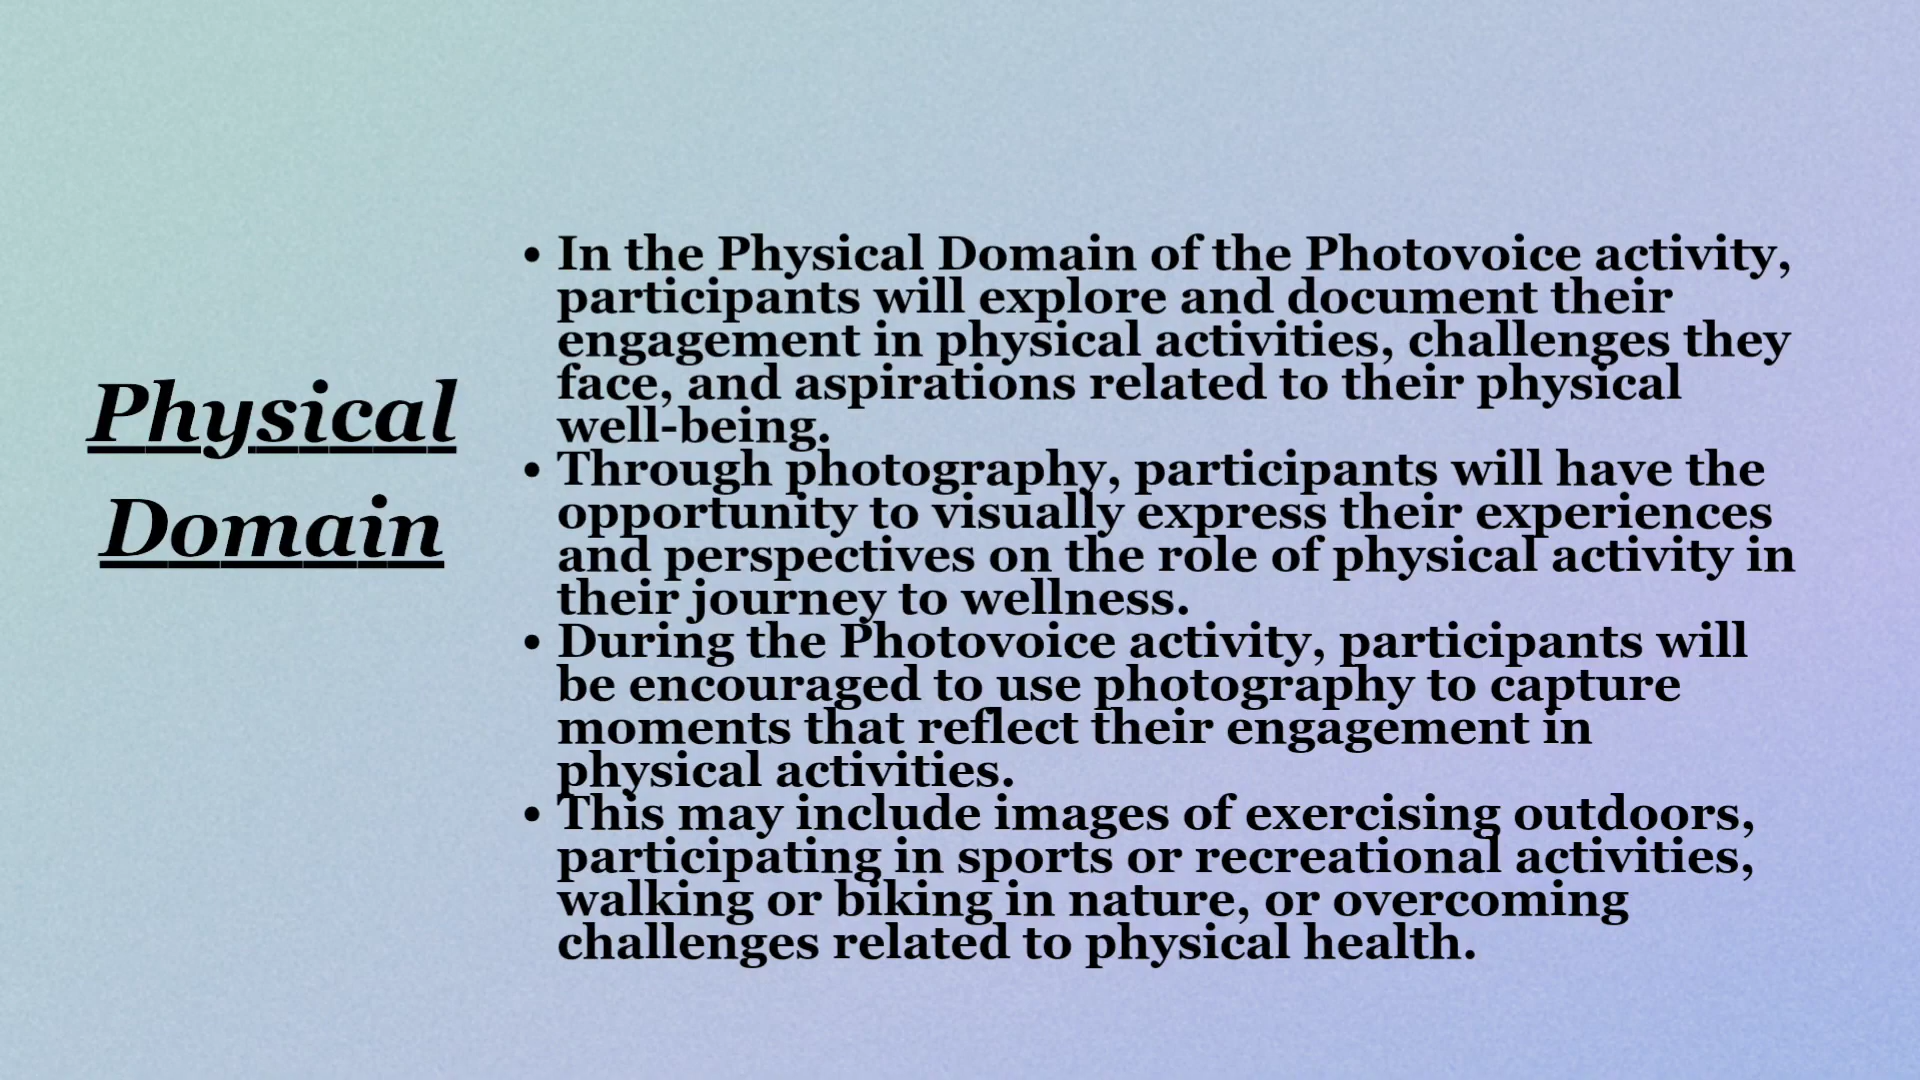 Physical
Domain
• In the Physical Domain of the Photovoice activity,
participants will explore and document their
engagement in physical activities, challenges they
face, and aspirations related to their physical
well-being.
• Through photography, participants will have the
opportunity to visually express their experiences
and perspectives on the role of physical activity in
their journey to wellness.
• During the Photovoice activity, participants will
be encouraged to use photography to capture
moments that reflect their engagement in
physical activities.
• This may include images of exercising outdoors,
participating in sports or recreational activities,
walking or biking in nature, or overcoming
challenges related to physical health.